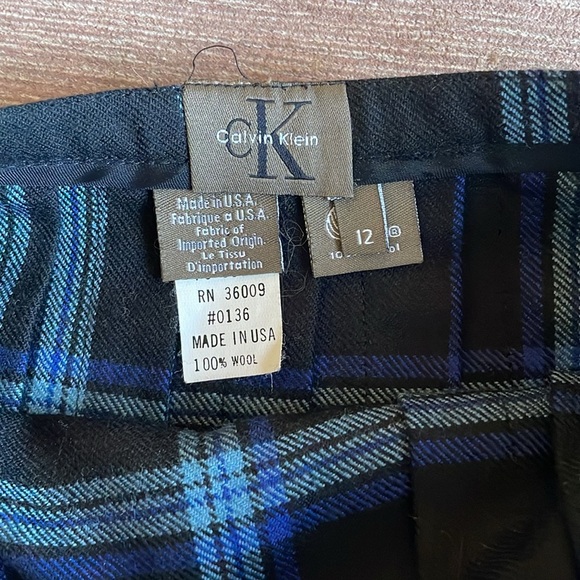 cK
Calvin Klein
Made in U.S.A.
Fabrique a U.S.A.
Fabric of
Imported Origin.
Le Tissu
D'importation
12
RN 36009
#0136
MADE IN USA
100% WOOL